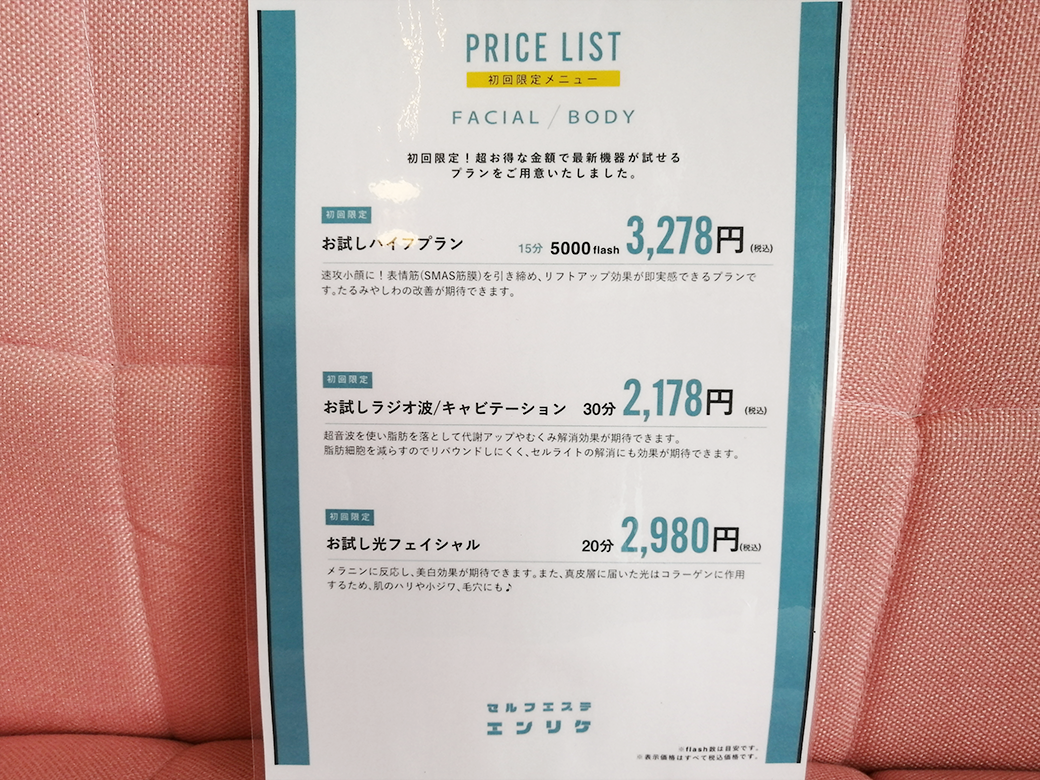 PRICE LIST
初回限定メニュー
FACIAL / BODY
初回限定！超お得な金額で最新機器が試せる
プランをご用意いたしました。
初回限定
お試しハイフプラン 15分 5000flash 3,278円(税込)
速攻小顔に！表情筋(SMAS筋膜)を引き締め、リフトアップ効果が即実感できるプランで
す。たるみやしわの改善が期待できます。
初回限定
お試しラジオ波/キャビテーション 30分 2,178円(税込)
超音波を使い脂肪を落として代謝アップやむくみ解消効果が期待できます。
脂肪細胞を減らすのでリバウンドしにくく、セルライトの解消にも効果が期待できます。
初回限定
お試し光フェイシャル 20分 2,980円(税込)
メラニンに反応し、美白効果が期待できます。また、真皮層に届いた光はコラーゲンに作用
するため、肌のハリや小ジワ、毛穴にも♪
セルフエステ
エンリケ
※flash数は目安です。
※表示価格はすべて税込価格です。